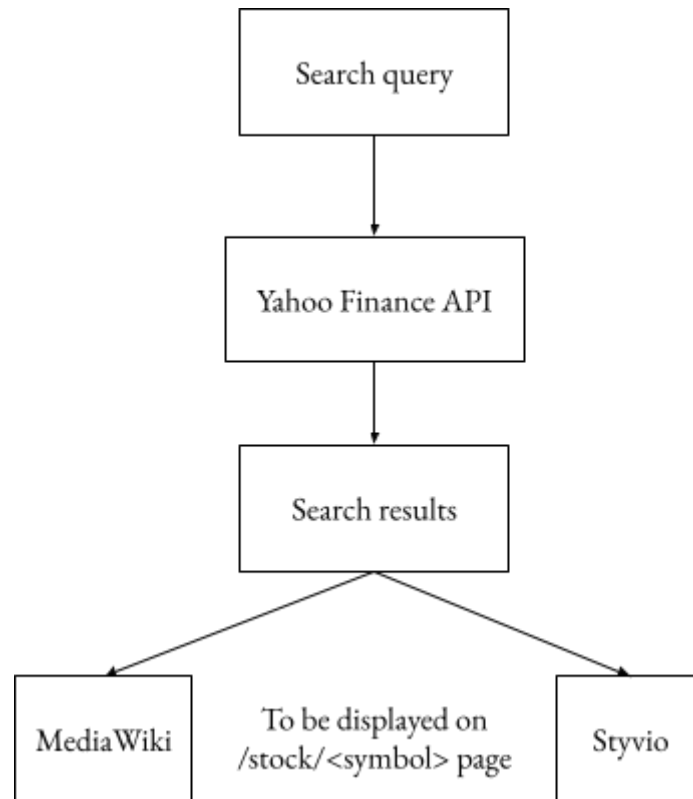 Search query
Yahoo Finance API
Search results
MediaWiki
To be displayed on
/stock/<symbol> page
Styvio